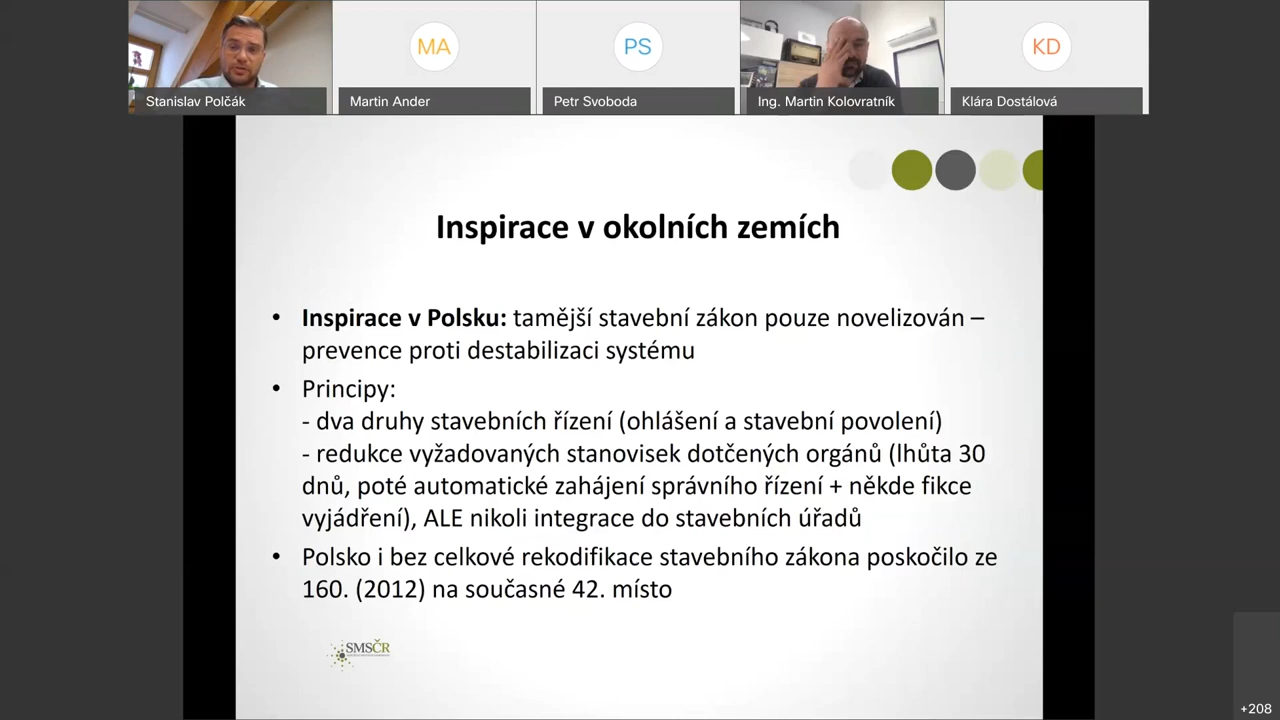 MA
PS
KD
Stanislav Polčák
Martin Ander
Petr Svoboda
Ing. Martin Kolovratník
Klára Dostálová
Inspirace v okolních zemích
• Inspirace v Polsku: tamější stavební zákon pouze novelizován –
prevence proti destabilizaci systému
• Principy:
- dva druhy stavebních řízení (ohlášení a stavební povolení)
- redukce vyžadovaných stanovisek dotčených orgánů (lhůta 30
dnů, poté automatické zahájení správního řízení + někde fikce
vyjádření), ALE nikoli integrace do stavebních úřadů
• Polsko i bez celkové rekodifikace stavebního zákona poskočilo ze
160. (2012) na současné 42. místo
SMSČR
+208